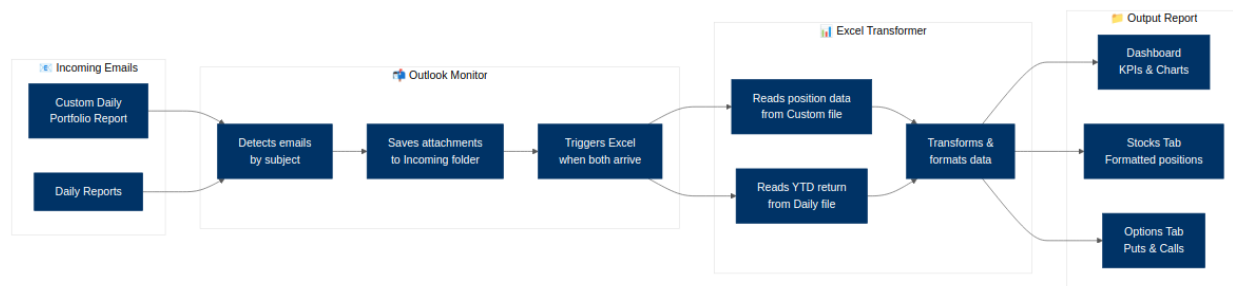 📧 Incoming Emails
Custom Daily
Portfolio Report
Daily Reports
📬 Outlook Monitor
Detects emails
by subject
Saves attachments
to Incoming folder
Triggers Excel
when both arrive
📊 Excel Transformer
Reads position data
from Custom file
Reads YTD return
from Daily file
Transforms &
formats data
📁 Output Report
Dashboard
KPIs & Charts
Stocks Tab
Formatted positions
Options Tab
Puts & Calls